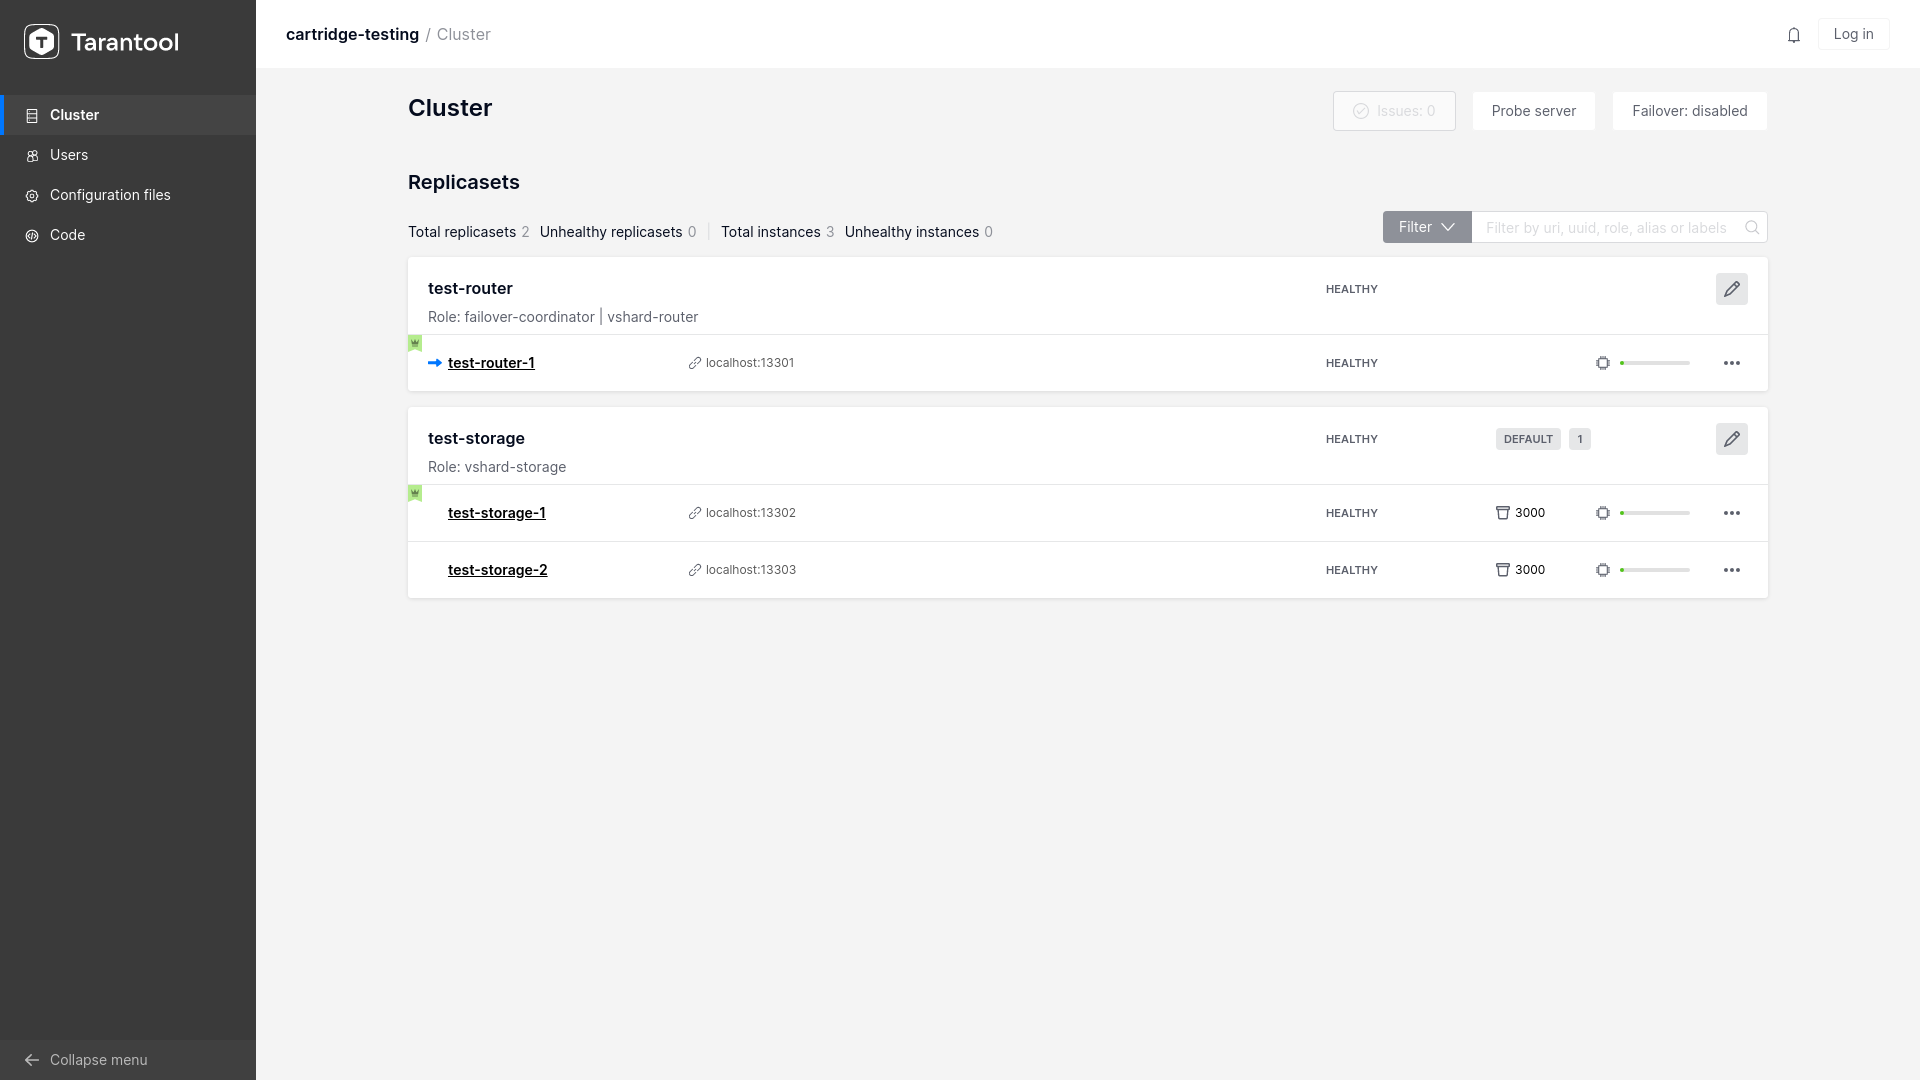 Tarantool
Cluster
Users
Configuration files
Code
Collapse menu
cartridge-testing / Cluster
Log in
Cluster
Issues: 0
Probe server
Failover: disabled
Replicasets
Total replicasets 2 Unhealthy replicasets 0 Total instances 3 Unhealthy instances 0
Filter
Filter by uri, uuid, role, alias or labels
test-router
HEALTHY
Role: failover-coordinator | vshard-router
test-router-1 localhost:13301 HEALTHY
test-storage HEALTHY DEFAULT 1
Role: vshard-storage
test-storage-1 localhost:13302 HEALTHY 3000
test-storage-2 localhost:13303 HEALTHY 3000